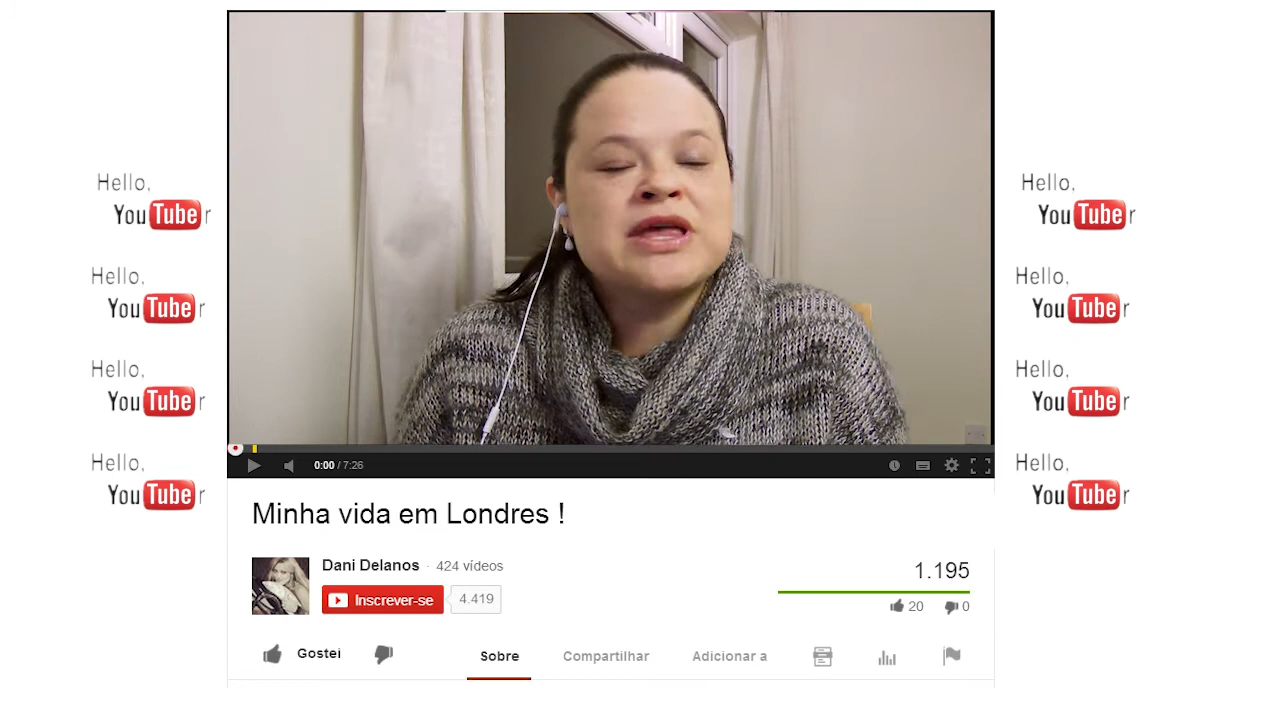 Hello,
YouTuber
Hello,
YouTuber
Hello,
YouTuber
Hello,
YouTuber
Hello,
YouTuber
Hello,
YouTuber
Hello,
YouTuber
Hello,
YouTuber
0:00 / 7:26
Minha vida em Londres !
Dani Delanos · 424 vídeos
Inscrever-se 4.419
1.195
20 0
Gostei Sobre Compartilhar Adicionar a